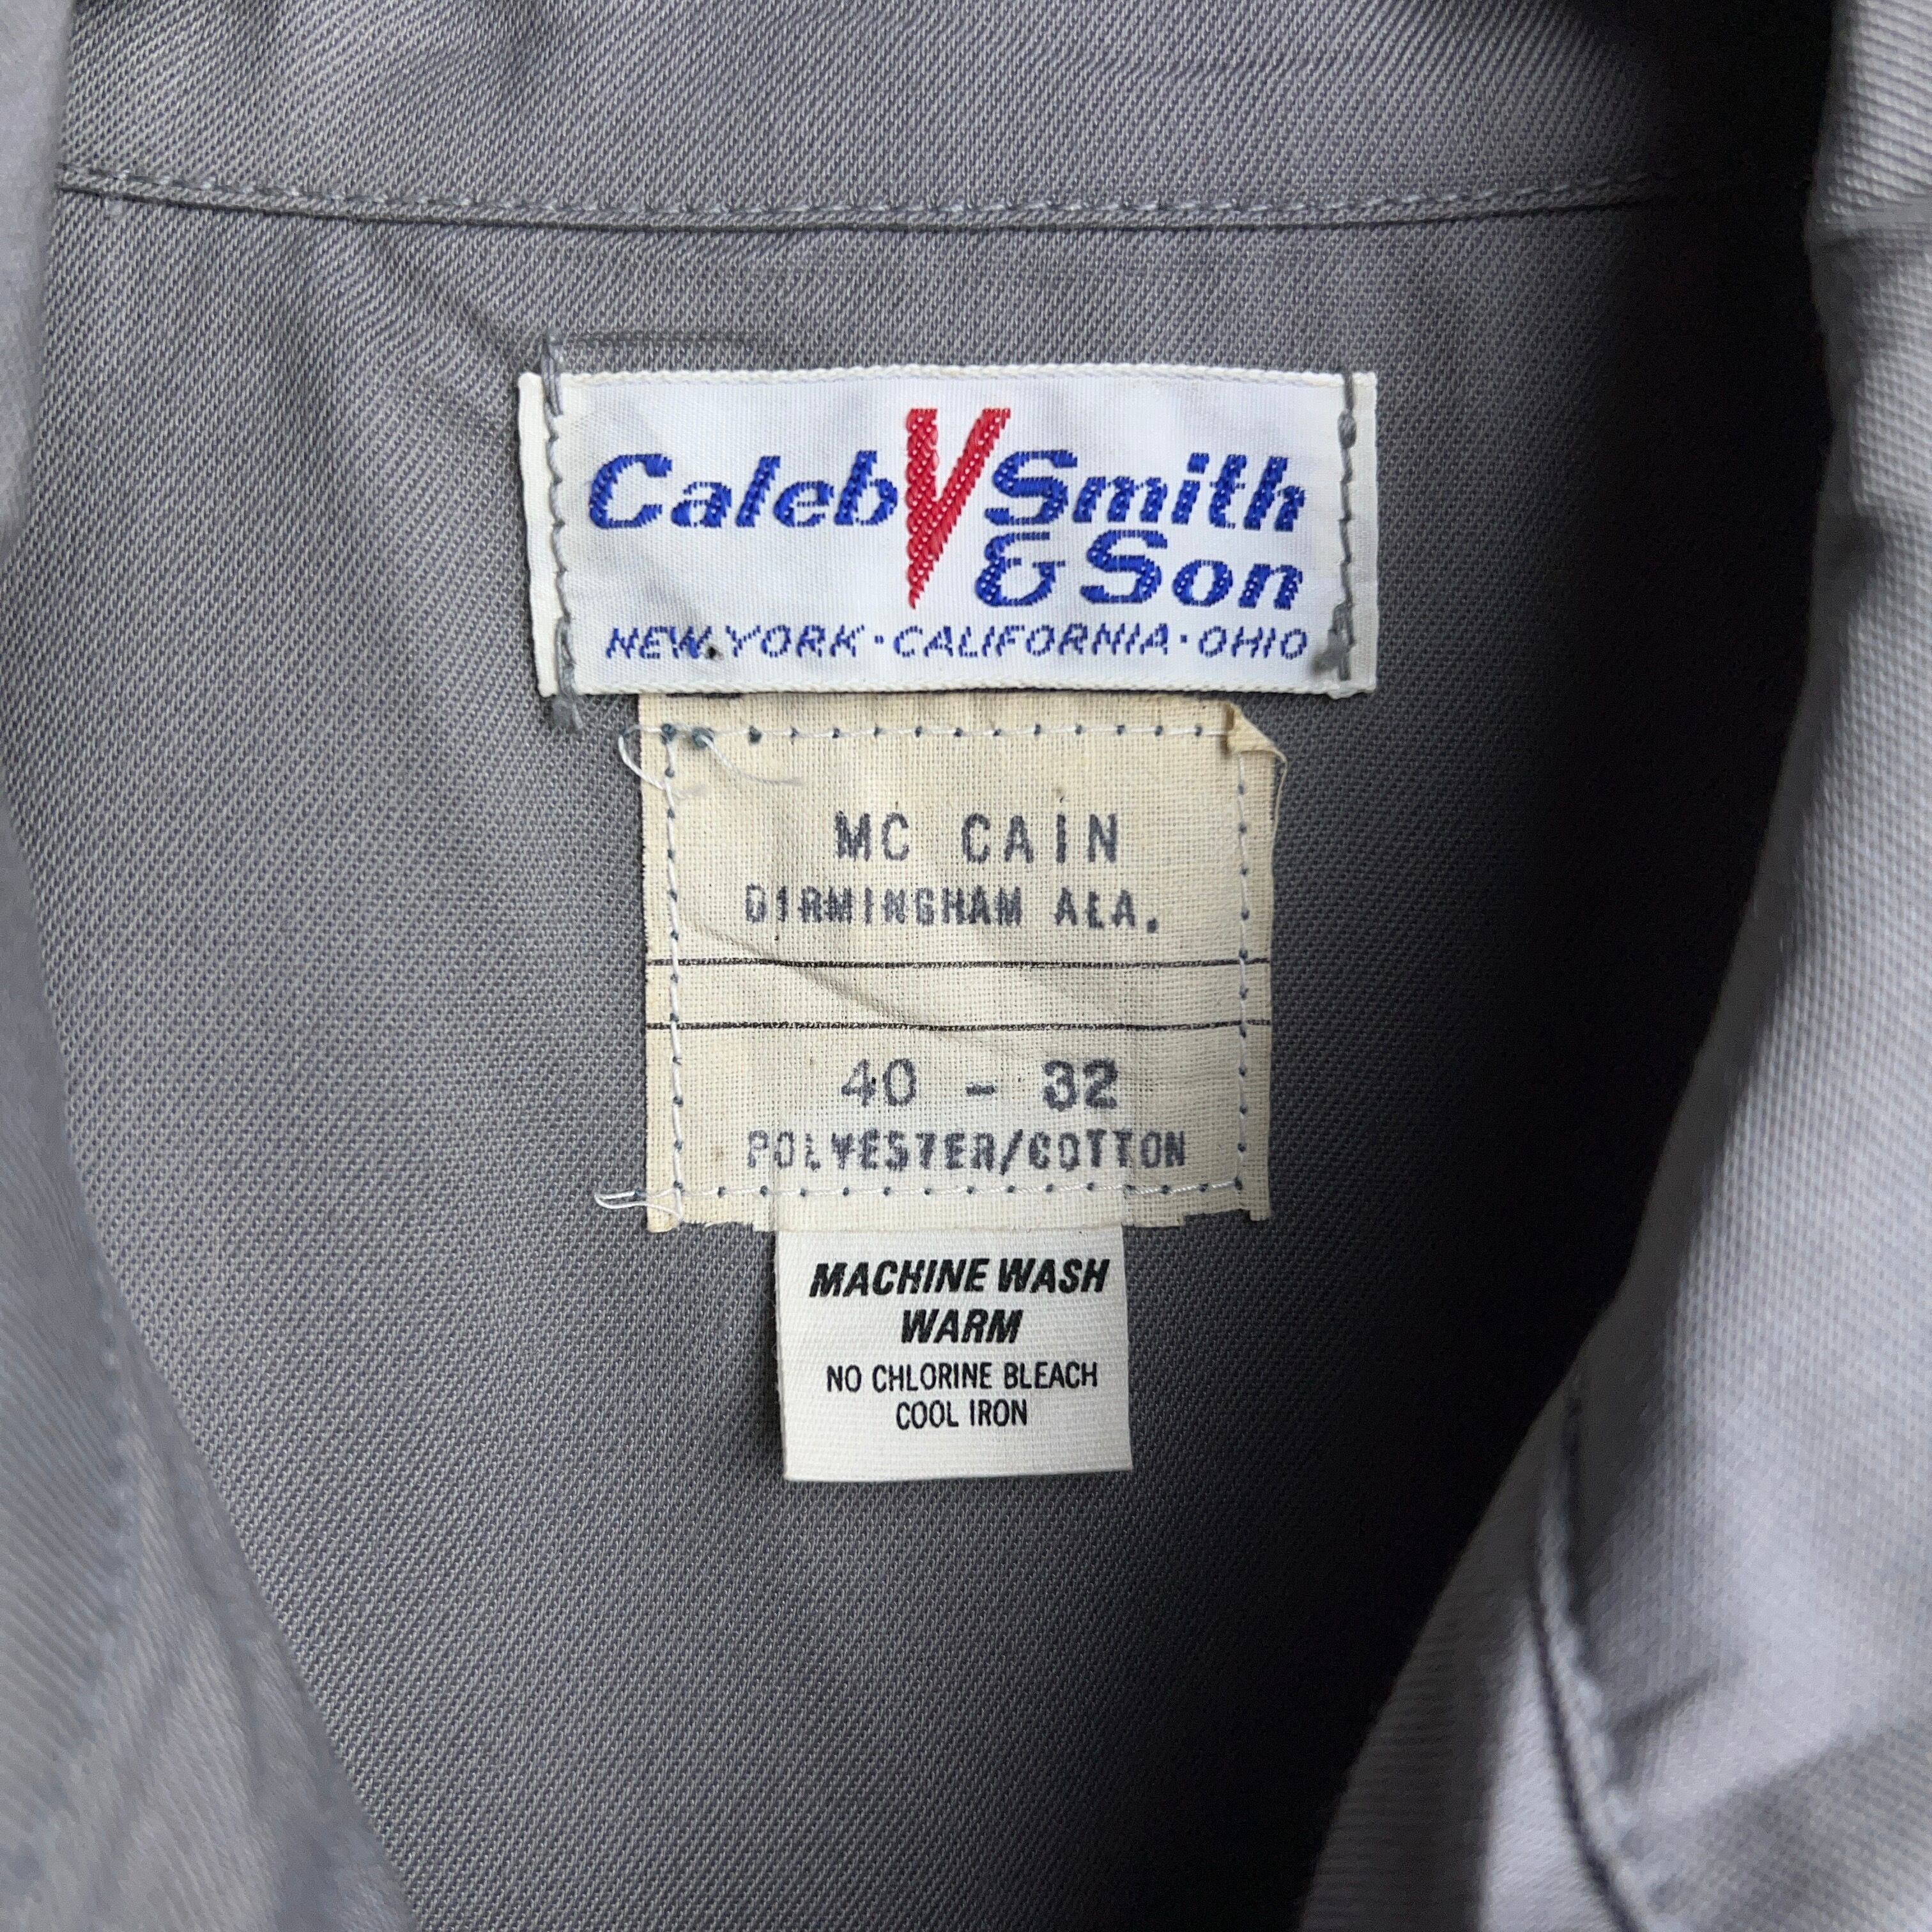 Caleb V Smith
& Son
NEW YORK · CALIFORNIA · OHIO
MC CAIN
BIRMINGHAM ALA.
40 - 32
POLYESTER/COTTON
MACHINE WASH
WARM
NO CHLORINE BLEACH
COOL IRON